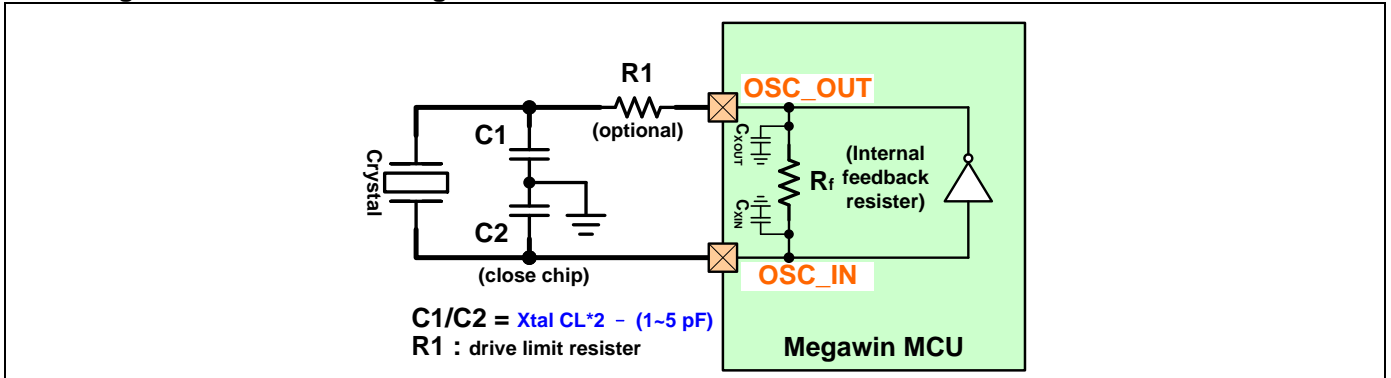 R1
(optional)
OSC_OUT
C1
CXOUT
Crystal
(Internal
Rf feedback
resister)
CXIN
C2
(close chip)
OSC_IN
C1/C2 = Xtal CL*2 – (1~5 pF)
R1 : drive limit resister
Megawin MCU